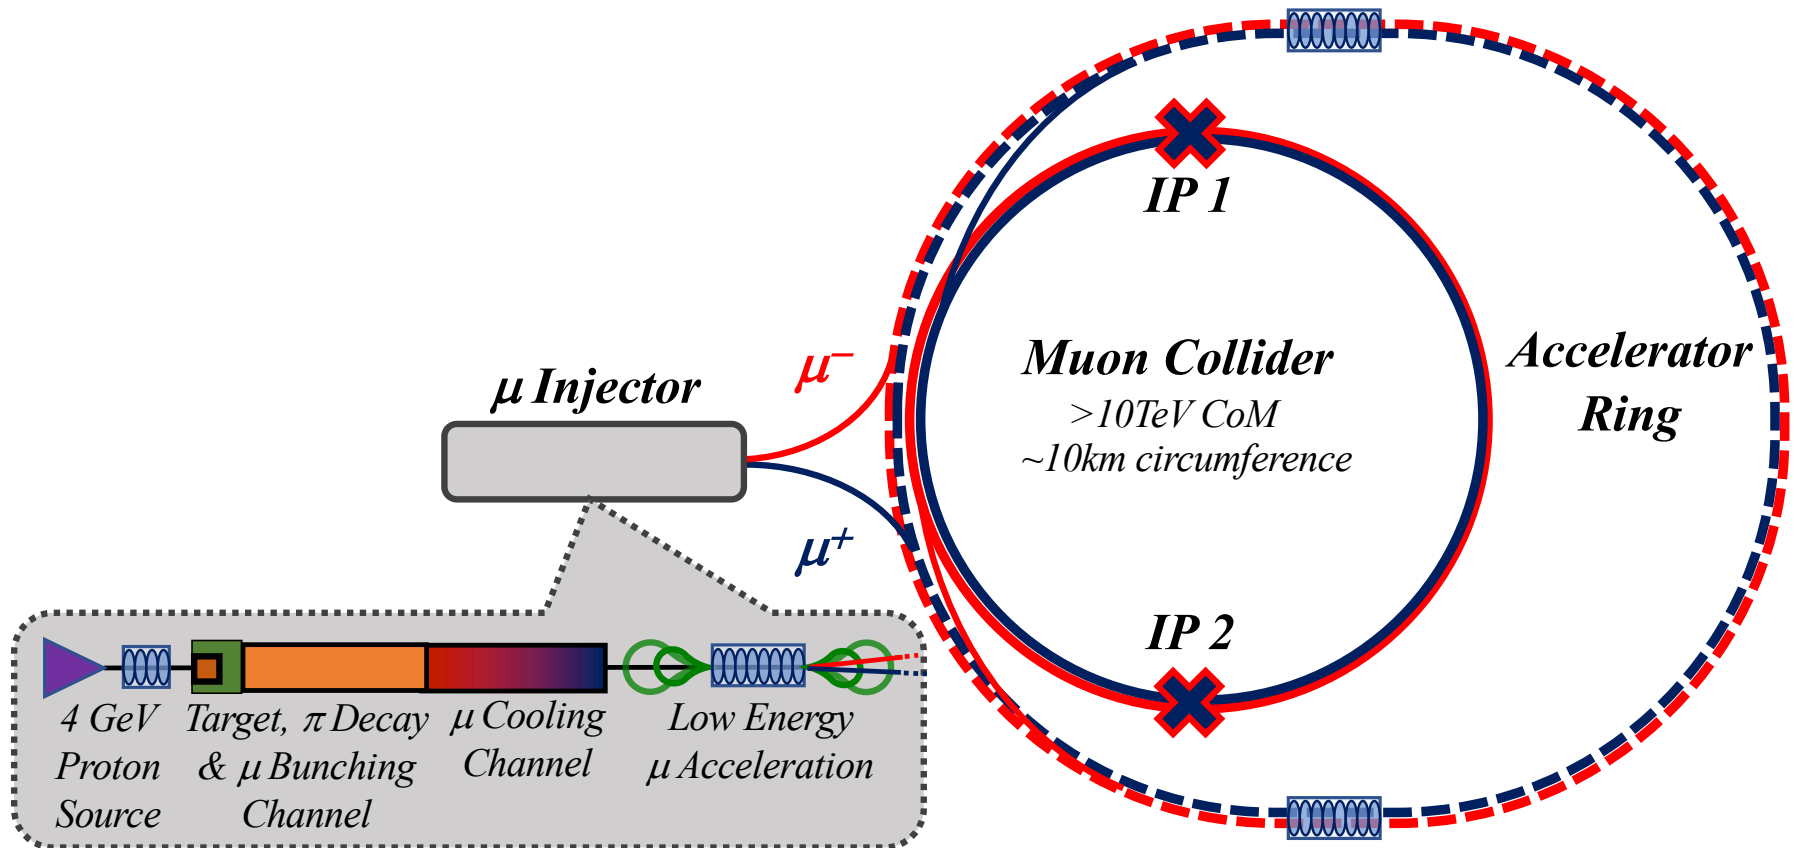 IP 1
μ−
μ Injector
Muon Collider
>10TeV CoM
~10km circumference
Accelerator
Ring
μ+
IP 2
4 GeV
Proton
Source
Target, π Decay
& μ Bunching
Channel
μ Cooling
Channel
Low Energy
μ Acceleration